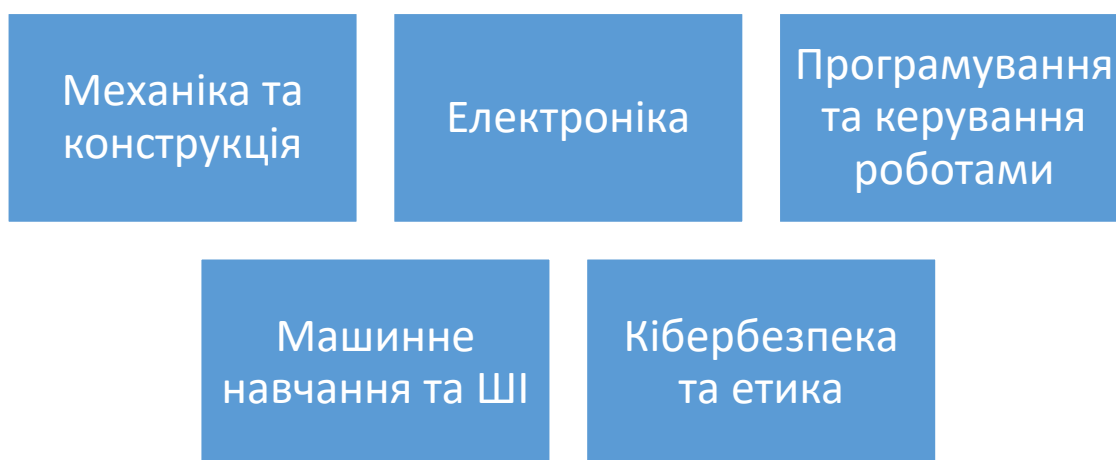 Механіка та
конструкція
Електроніка
Програмування
та керування
роботами
Машинне
навчання та ШІ
Кібербезпека
та етика